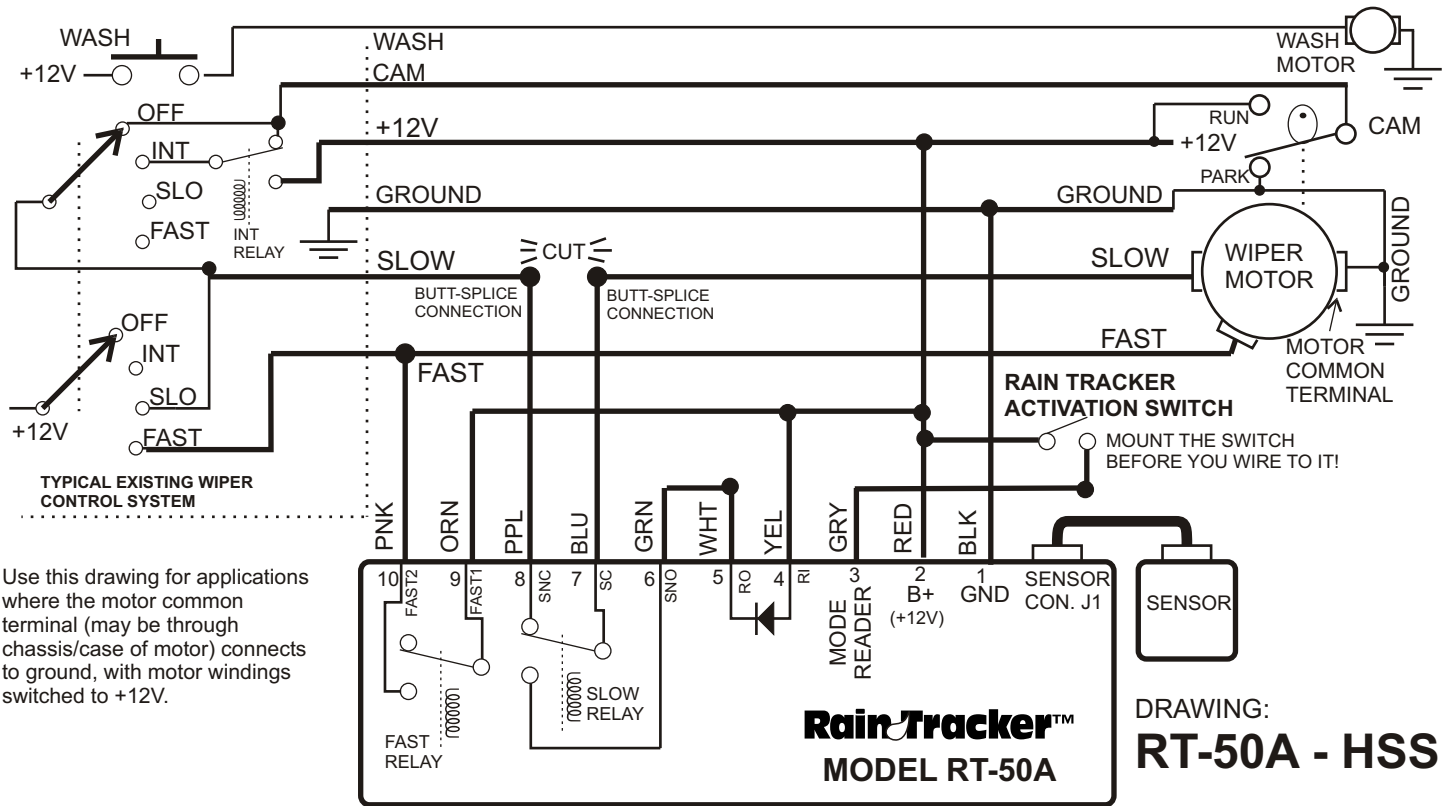 WASH
+12V
WASH
WASH
MOTOR
CAM
OFF
+12V
RUN
+12V
CAM
INT
PARK
SLO
GROUND
GROUND
FAST
INT
RELAY
GROUND
SLOW
CUT
SLOW
WIPER
MOTOR
BUTT-SPLICE
CONNECTION
BUTT-SPLICE
CONNECTION
OFF
INT
FAST
FAST
MOTOR
COMMON
TERMINAL
SLO
+12V
FAST
RAIN TRACKER
ACTIVATION SWITCH
MOUNT THE SWITCH
BEFORE YOU WIRE TO IT!
TYPICAL EXISTING WIPER
CONTROL SYSTEM
PNK
ORN
PPL
BLU
GRN
WHT
YEL
GRY
RED
BLK
Use this drawing for applications
where the motor common
terminal (may be through
chassis/case of motor) connects
to ground, with motor windings
switched to +12V.
10
FAST2
9
FAST1
8
SNC
7
SC
6
SNO
5
RO
4
RI
3
MODE
READER
2
B+
(+12V)
1
GND
SENSOR
CON. J1
SENSOR
FAST
RELAY
SLOW
RELAY
RainTracker™
MODEL RT-50A
DRAWING:
RT-50A - HSS